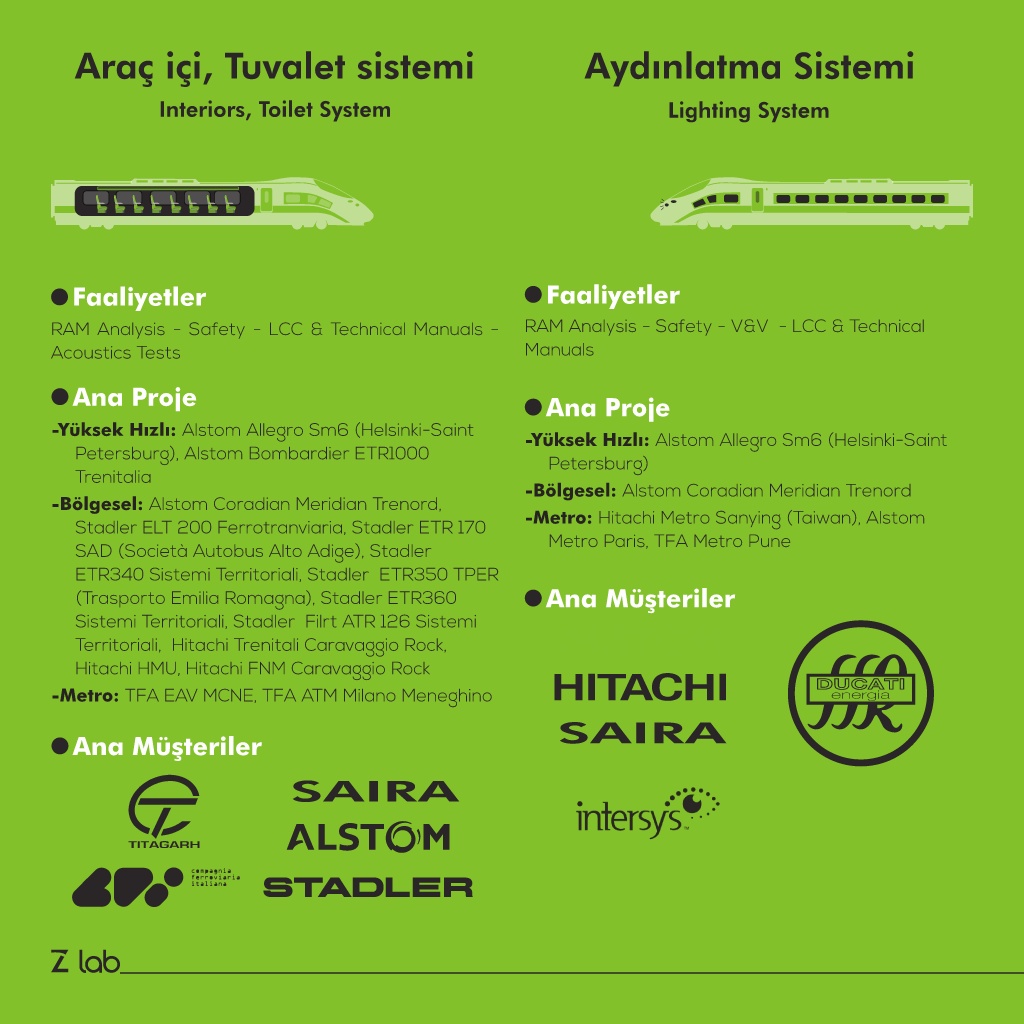 Araç içi, Tuvalet sistemi
Interiors, Toilet System
●Faaliyetler
RAM Analysis - Safety - LCC & Technical Manuals -
Acoustics Tests
●Ana Proje
-Yüksek Hızlı: Alstom Allegro Sm6 (Helsinki-Saint
Petersburg), Alstom Bombardier ETR1000
Trenitalia
-Bölgesel: Alstom Coradian Meridian Trenord,
Stadler ELT 200 Ferrotranviaria, Stadler ETR 170
SAD (Società Autobus Alto Adige), Stadler
ETR340 Sistemi Territoriali, Stadler ETR350 TPER
(Trasporto Emilia Romagna), Stadler ETR360
Sistemi Territoriali, Stadler Filrt ATR 126 Sistemi
Territoriali, Hitachi Trenitali Caravaggio Rock,
Hitachi HMU, Hitachi FNM Caravaggio Rock
-Metro: TFA EAV MCNE, TFA ATM Milano Meneghino
●Ana Müşteriler
TITAGARH
SAIRA
ALSTOM
compagnia
ferroviaria
italiana
STADLER
Aydınlatma Sistemi
Lighting System
●Faaliyetler
RAM Analysis - Safety - V&V - LCC & Technical
Manuals
●Ana Proje
-Yüksek Hızlı: Alstom Allegro Sm6 (Helsinki-Saint
Petersburg)
-Bölgesel: Alstom Coradian Meridian Trenord
-Metro: Hitachi Metro Sanying (Taiwan), Alstom
Metro Paris, TFA Metro Pune
●Ana Müşteriler
HITACHI
SAIRA
DUCATI
energia
intersys™
Z lab